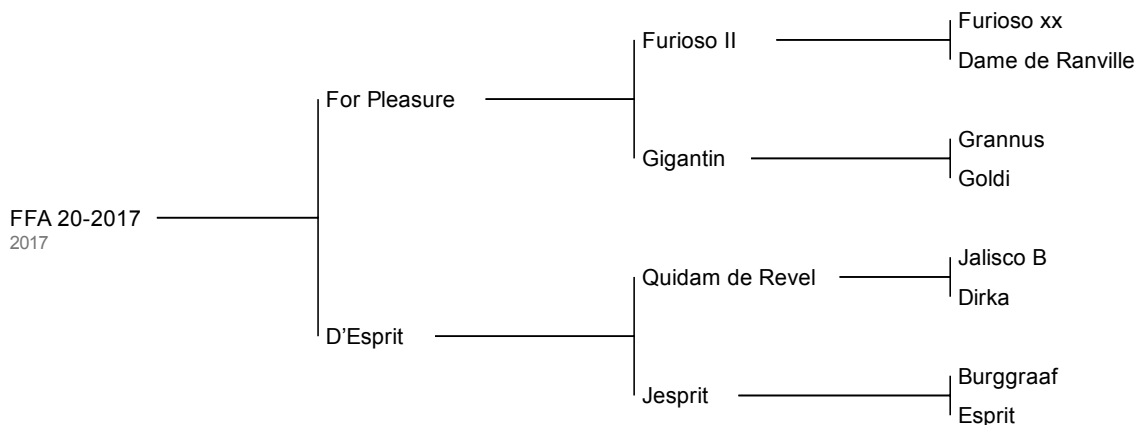 Furioso xx
Furioso II
Dame de Ranville
For Pleasure
Grannus
Gigantin
Goldi
FFA 20-2017
2017
Jalisco B
Quidam de Revel
Dirka
D'Esprit
Burggraaf
Jesprit
Esprit